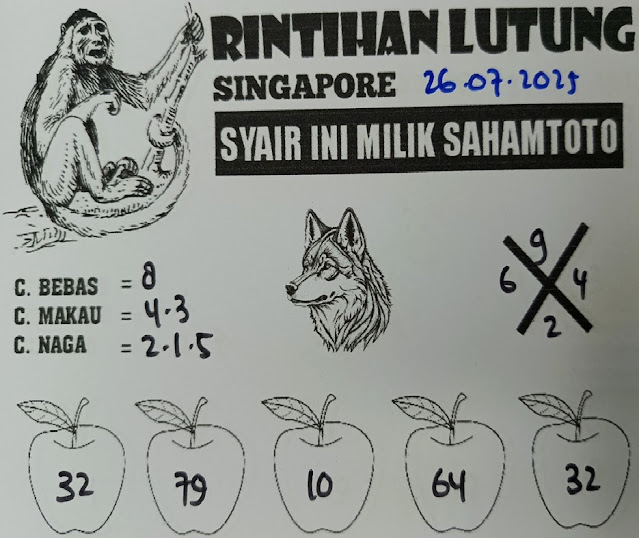 RINTIHAN LUTUNG
SINGAPORE 26.07.2025
SYAIR INI MILIK SAHAMTOTO
C. BEBAS = 8
C. MAKAU = 4.3
C. NAGA = 2.1.5
9
6 4
2
32 79 10 64 32